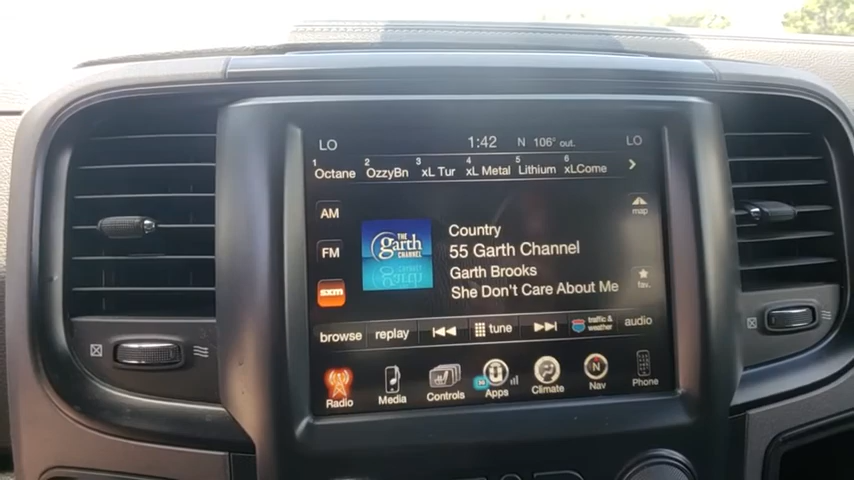 LO 1:42 N 106° out. LO
1 Octane 2 OzzyBn 3 xL Tur 4 xL Metal 5 Lithium 6 xLCome
AM
map
THE garth CHANNEL
Country
FM
55 Garth Channel
Garth Brooks
fav.
sxm
She Don't Care About Me
browse replay tune traffic & weather audio
Radio Media Controls Apps Climate N Nav Phone